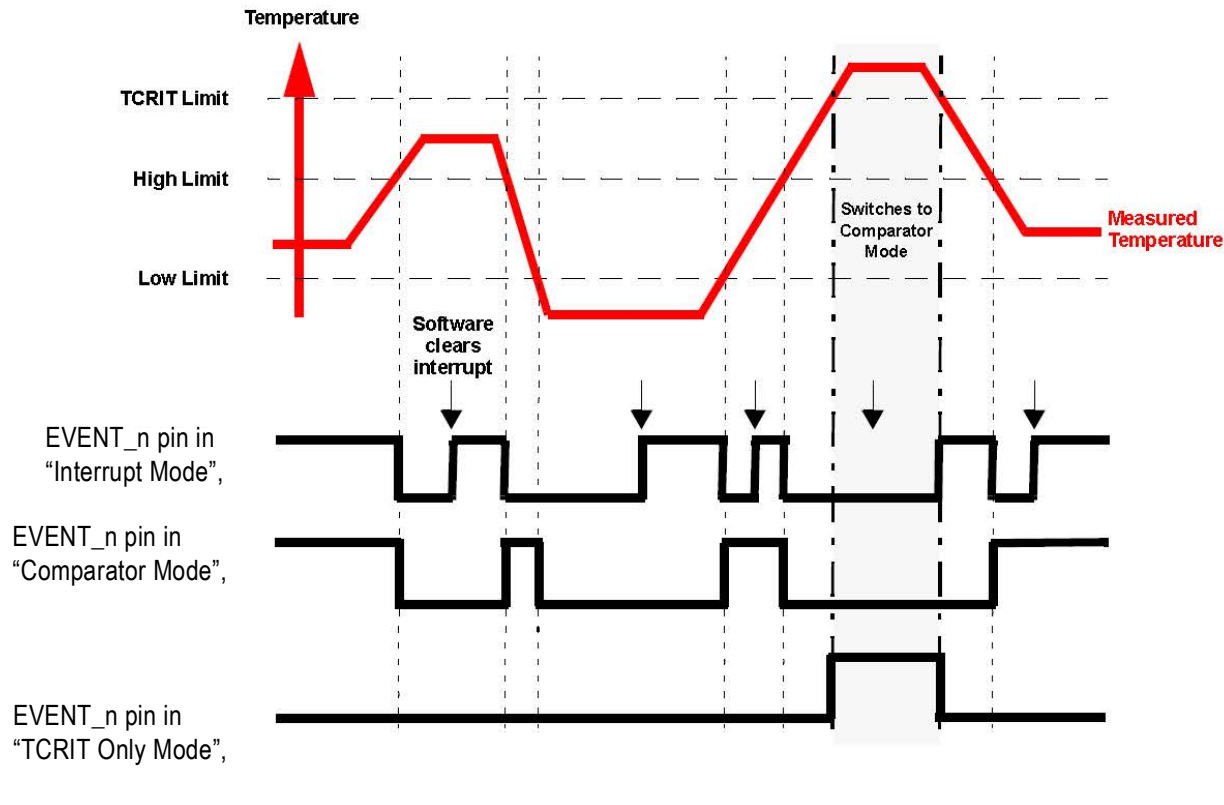 Temperature
TCRIT Limit
High Limit
Low Limit
Switches to
Comparator
Mode
Measured
Temperature
Software
clears
interrupt
EVENT_n pin in
“Interrupt Mode”,
EVENT_n pin in
“Comparator Mode”,
EVENT_n pin in
“TCRIT Only Mode”,